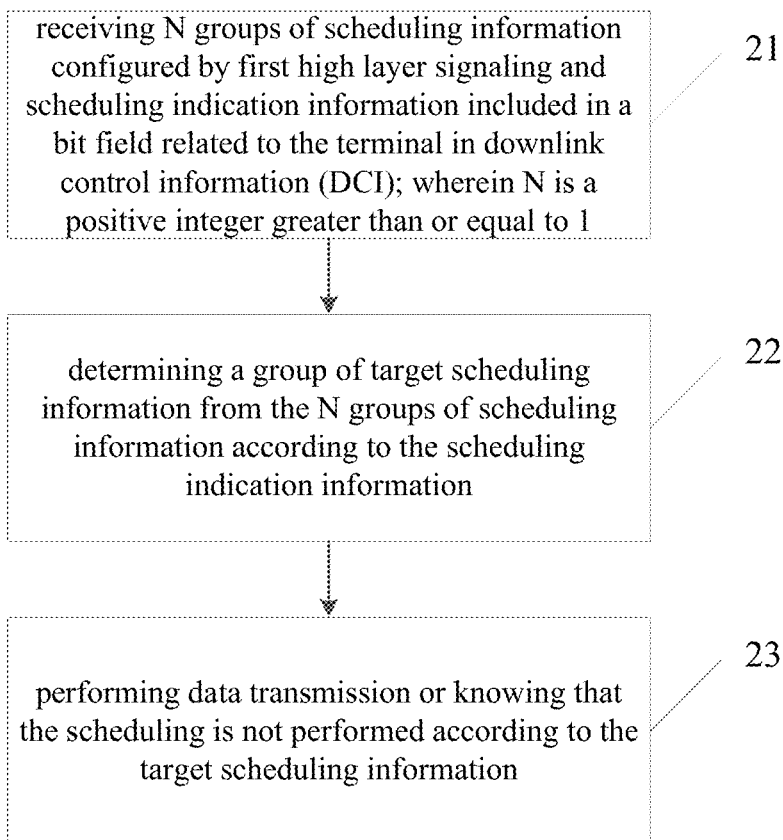 receiving N groups of scheduling information
configured by first high layer signaling and
scheduling indication information included in a
bit field related to the terminal in downlink
control information (DCI); wherein N is a
positive integer greater than or equal to 1
21
determining a group of target scheduling
information from the N groups of scheduling
information according to the scheduling
indication information
22
performing data transmission or knowing that
the scheduling is not performed according to the
target scheduling information
23